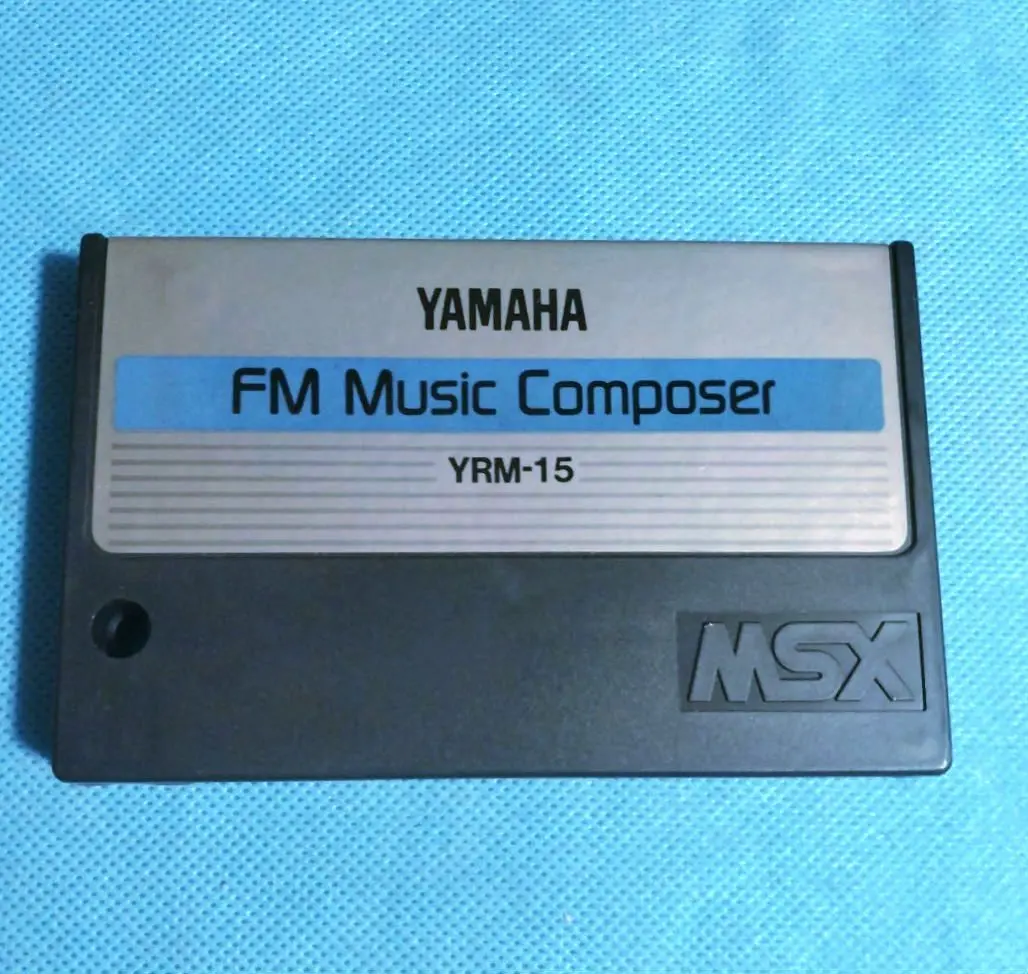 YAMAHA
FM Music Composer
YRM-15
MSX